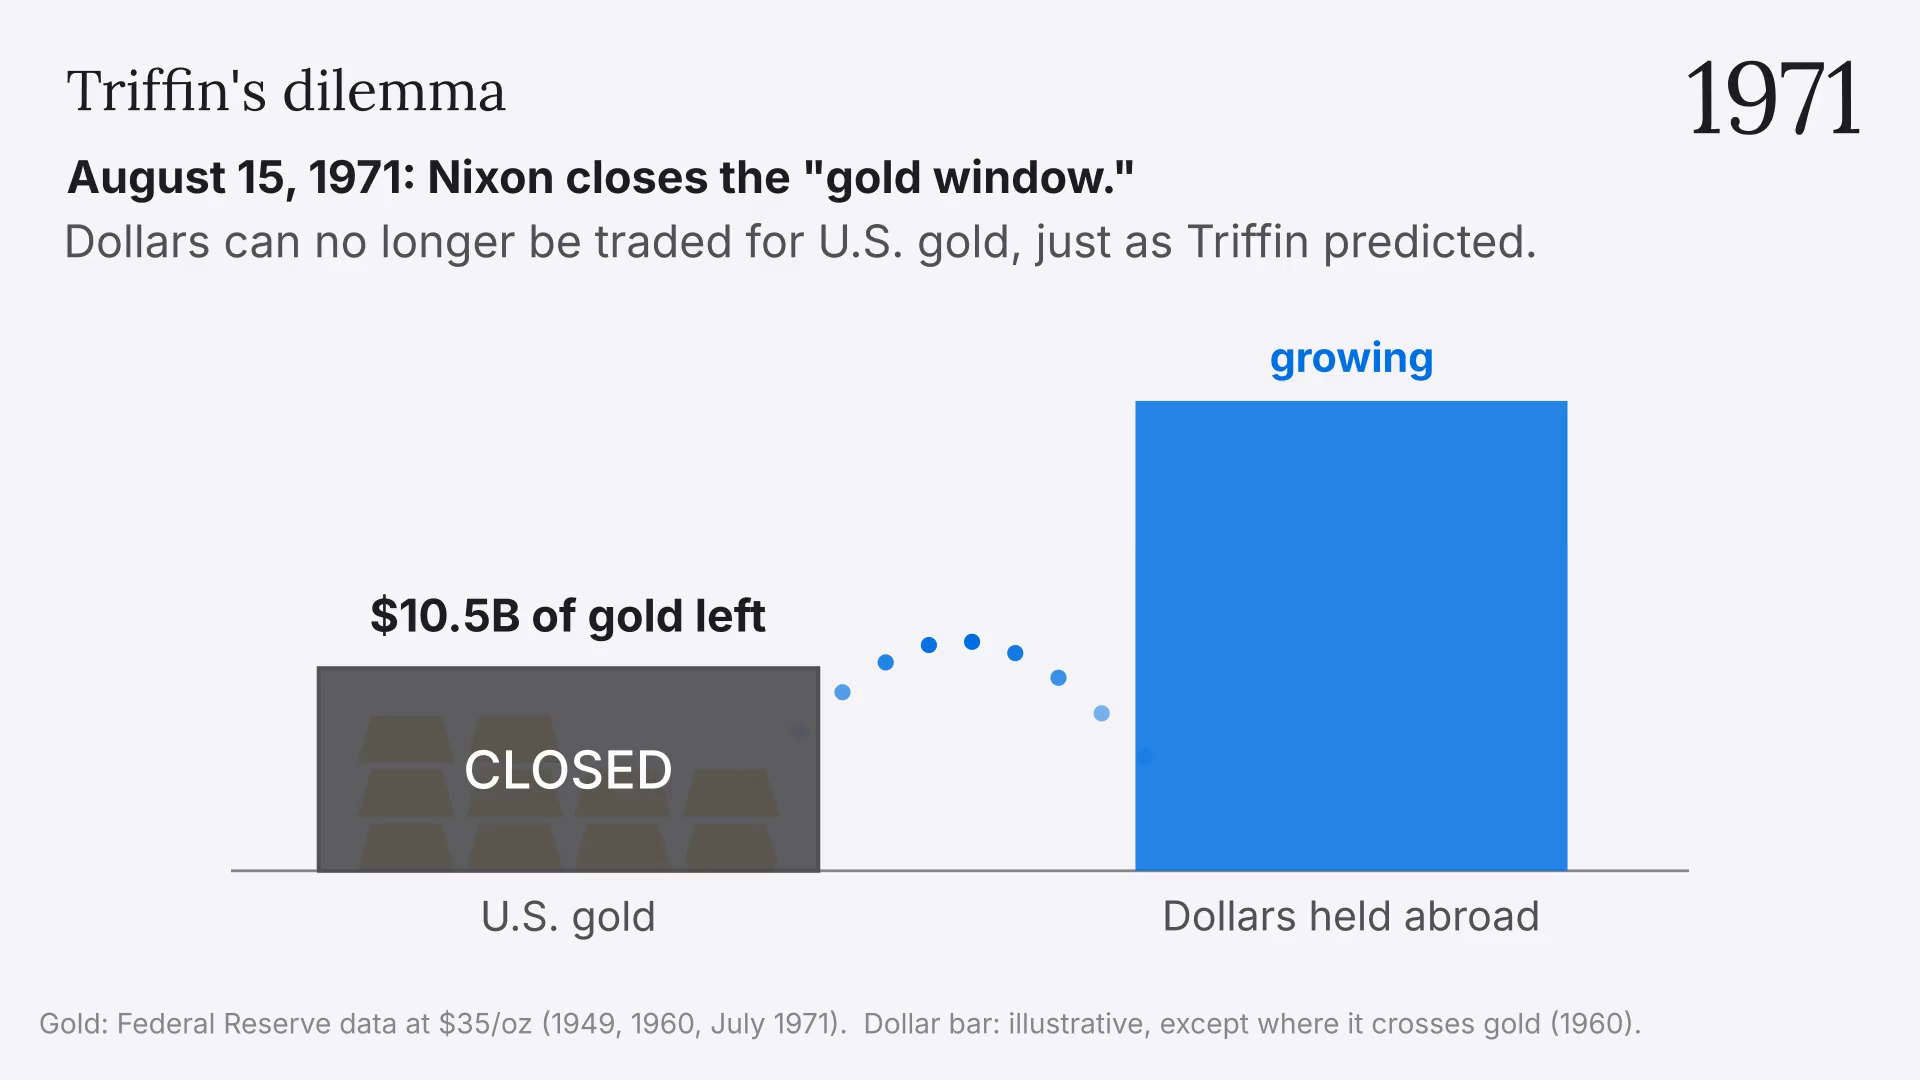 Triffin's dilemma
1971
August 15, 1971: Nixon closes the "gold window."
Dollars can no longer be traded for U.S. gold, just as Triffin predicted.
growing
$10.5B of gold left
CLOSED
U.S. gold
Dollars held abroad
Gold: Federal Reserve data at $35/oz (1949, 1960, July 1971).  Dollar bar: illustrative, except where it crosses gold (1960).